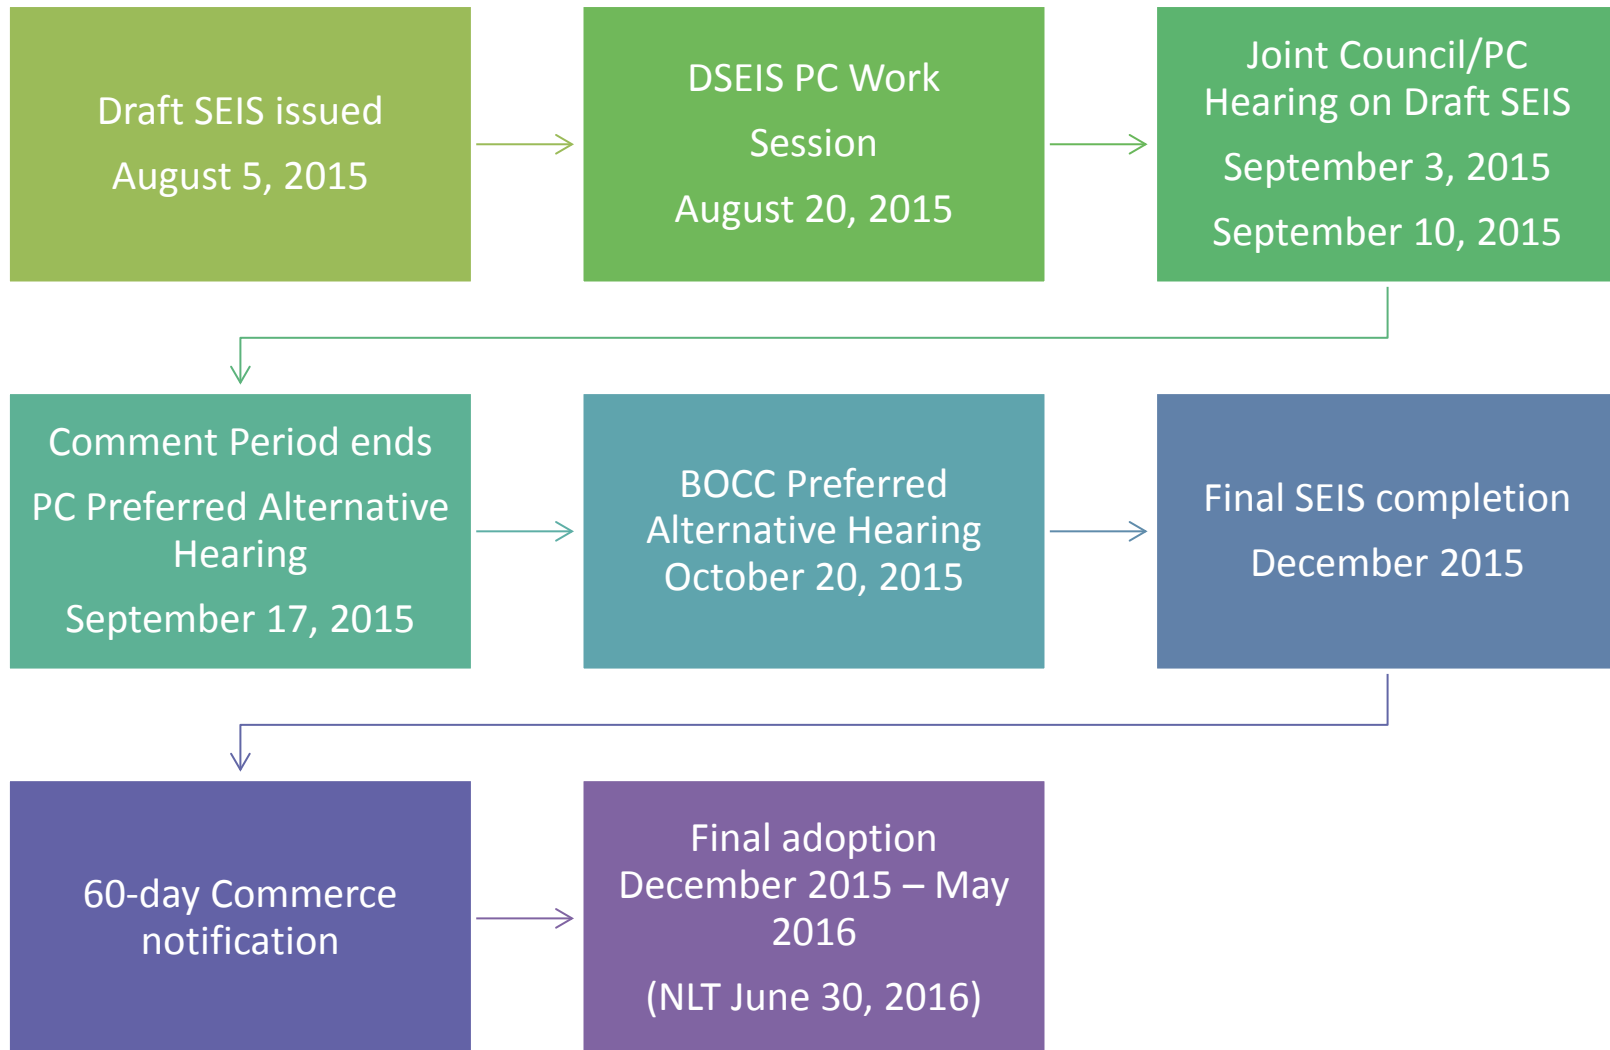 Draft SEIS issued
August 5, 2015
DSEIS PC Work
Session
August 20, 2015
Joint Council/PC
Hearing on Draft SEIS
September 3, 2015
September 10, 2015
Comment Period ends
PC Preferred Alternative
Hearing
September 17, 2015
BOCC Preferred
Alternative Hearing
October 20, 2015
Final SEIS completion
December 2015
60-day Commerce
notification
Final adoption
December 2015 – May
2016
(NLT June 30, 2016)